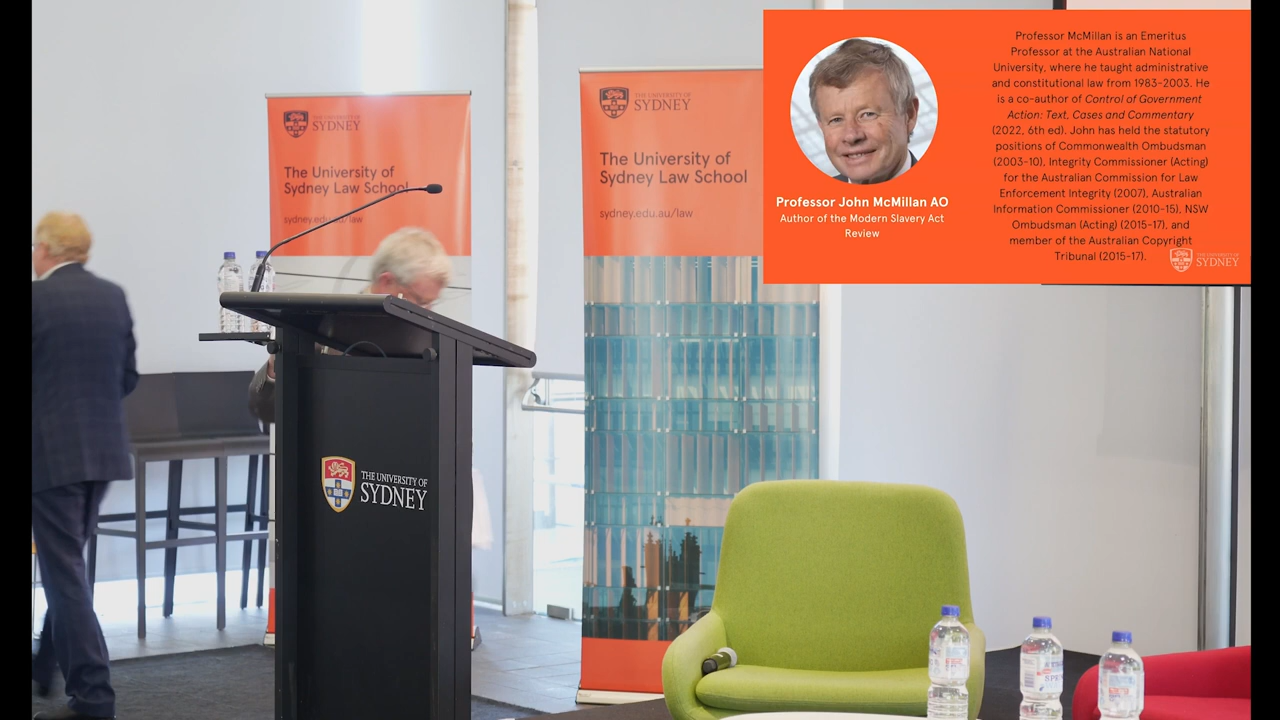 THE UNIVERSITY OF
SYDNEY
The University of
Sydney Law School
sydney.edu.au/law
THE UNIVERSITY OF
SYDNEY
The University of
Sydney Law School
sydney.edu.au/law
THE UNIVERSITY OF
SYDNEY
Professor John McMillan AO
Author of the Modern Slavery Act
Review
Professor McMillan is an Emeritus
Professor at the Australian National
University, where he taught administrative
and constitutional law from 1983-2003. He
is a co-author of Control of Government
Action: Text, Cases and Commentary
(2022, 6th ed). John has held the statutory
positions of Commonwealth Ombudsman
(2003-10), Integrity Commissioner (Acting)
for the Australian Commission for Law
Enforcement Integrity (2007), Australian
Information Commissioner (2010-15), NSW
Ombudsman (Acting) (2015-17), and
member of the Australian Copyright
Tribunal (2015-17).
THE UNIVERSITY OF
SYDNEY